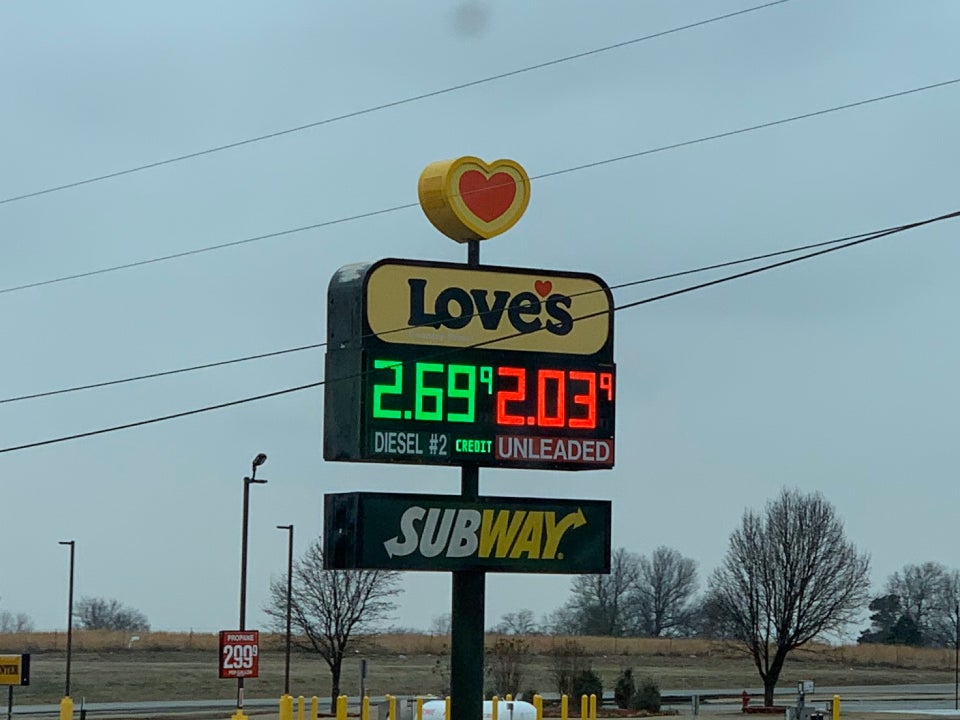 Love's
2.69⁹ 2.03⁹
DIESEL #2 CREDIT UNLEADED
SUBWAY
PROPANE
2.99⁹